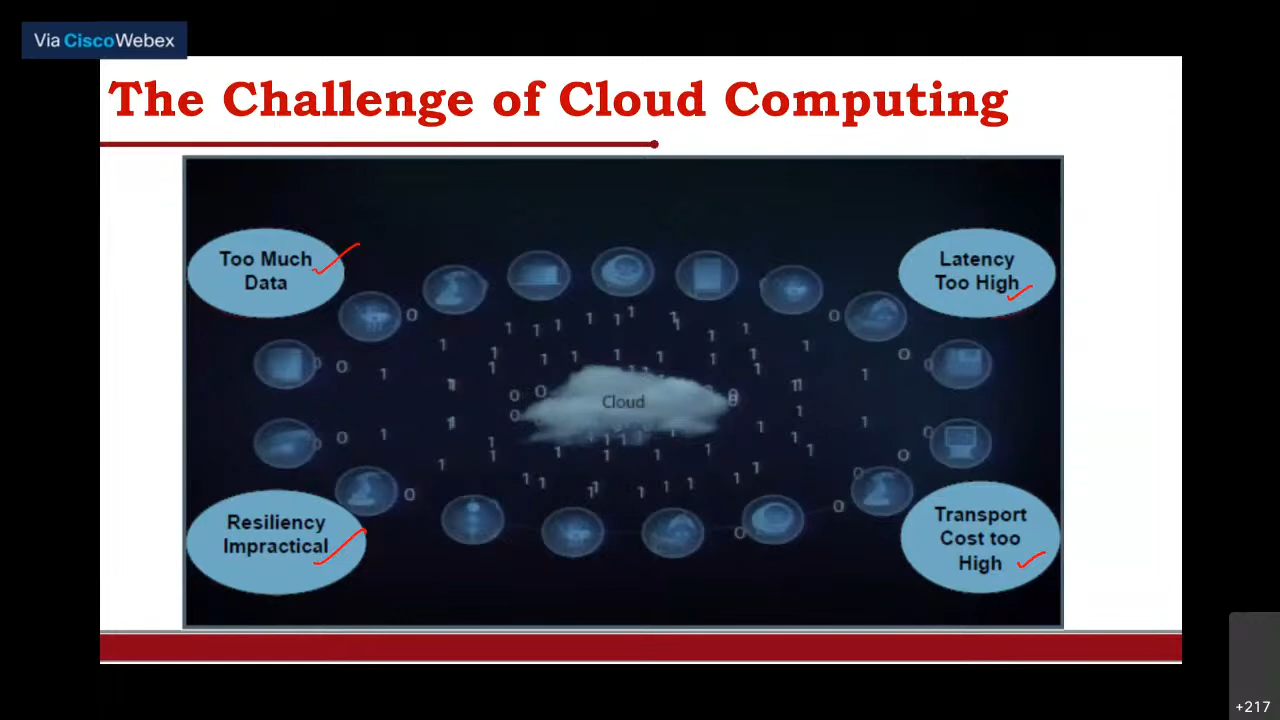 Via CiscoWebex
The Challenge of Cloud Computing
Too Much
Data
Latency
Too High
Cloud
Resiliency
Impractical
Transport
Cost too
High
+217